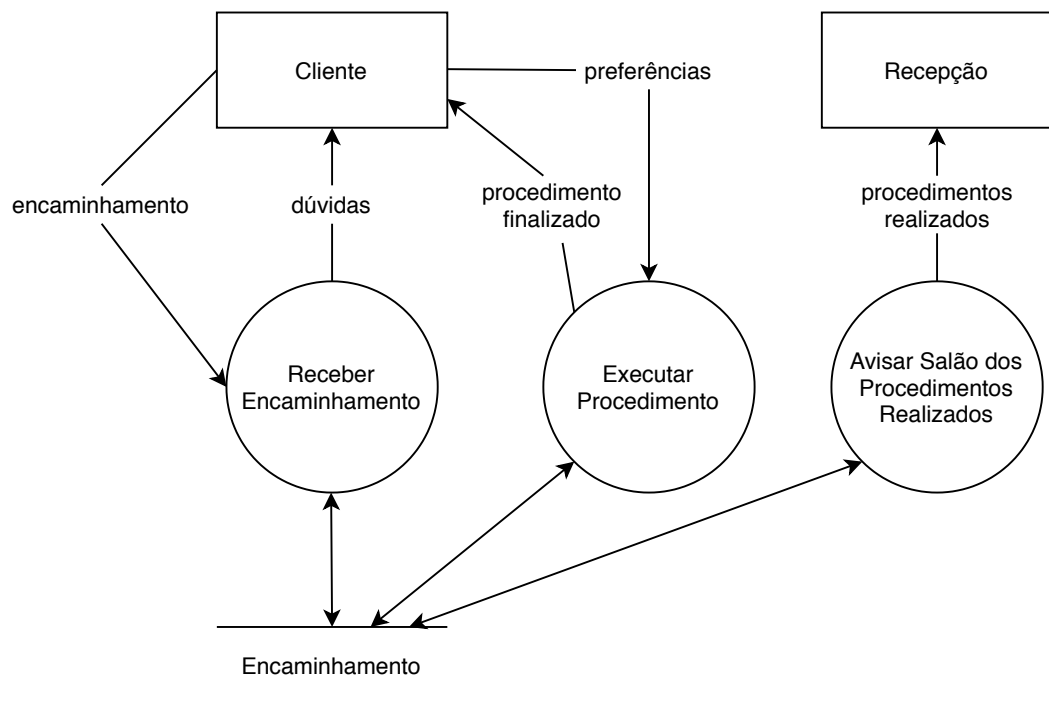 Cliente
preferências
Recepção
encaminhamento
dúvidas
procedimento
finalizado
procedimentos
realizados
Receber
Encaminhamento
Executar
Procedimento
Avisar Salão dos
Procedimentos
Realizados
Encaminhamento